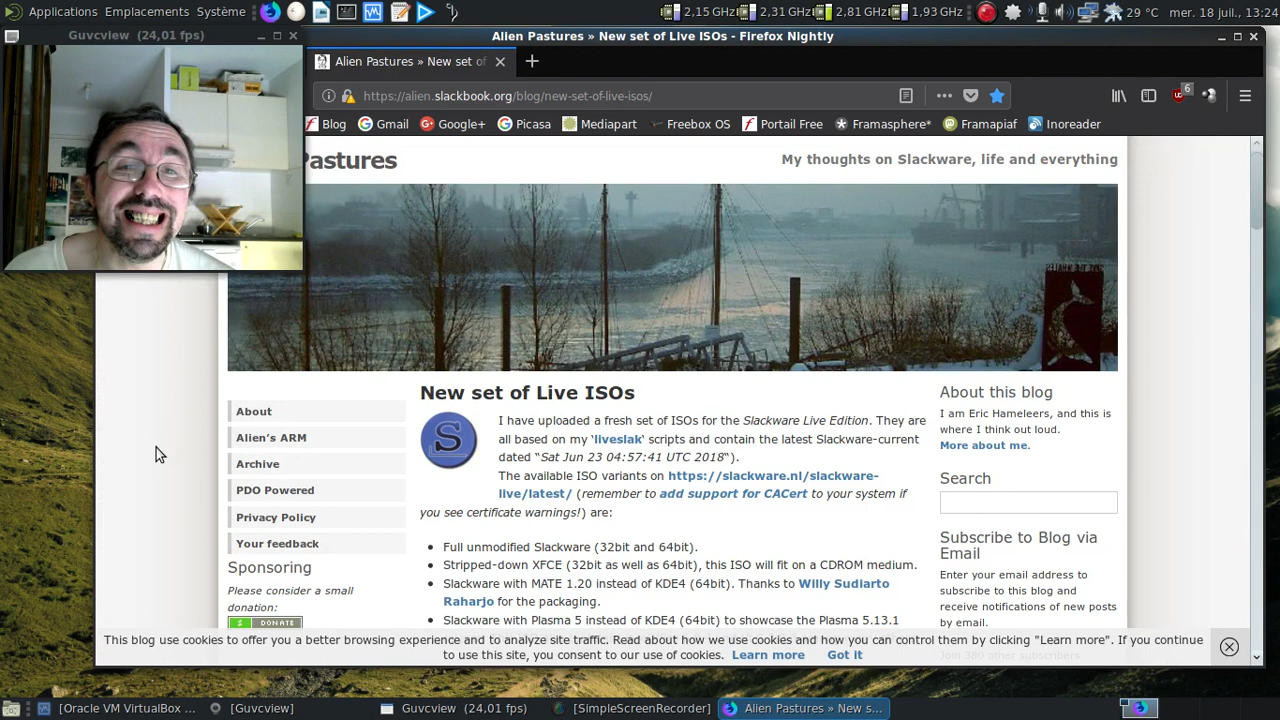 Applications Emplacements Système 2,15 GHz 2,31 GHz 2,81 GHz 1,93 GHz 29 °C mer. 18 juil., 13:24
Guvcview (24,01 fps)
Alien Pastures » New set of Live ISOs - Firefox Nightly
Alien Pastures » New set of
https://alien.slackbook.org/blog/new-set-of-live-isos/
6
Blog Gmail Google+ Picasa Mediapart Freebox OS Portail Free Framasphere* Framapiaf Inoreader
Pastures
My thoughts on Slackware, life and everything
About
Alien's ARM
Archive
PDO Powered
Privacy Policy
Your feedback
Sponsoring
Please consider a small
donation:
$ DONATE
New set of Live ISOs
S
I have uploaded a fresh set of ISOs for the Slackware Live Edition. They are
all based on my ‘liveslak‘ scripts and contain the latest Slackware-current
dated “Sat Jun 23 04:57:41 UTC 2018“).
The available ISO variants on https://slackware.nl/slackware-
live/latest/ (remember to add support for CACert to your system if
you see certificate warnings!) are:
Full unmodified Slackware (32bit and 64bit).
Stripped-down XFCE (32bit as well as 64bit), this ISO will fit on a CDROM medium.
Slackware with MATE 1.20 instead of KDE4 (64bit). Thanks to Willy Sudiarto
Raharjo for the packaging.
Slackware with Plasma 5 instead of KDE4 (64bit) to showcase the Plasma 5.13.1
About this blog
I am Eric Hameleers, and this is
where I think out loud.
More about me.
Search
Subscribe to Blog via
Email
Enter your email address to
subscribe to this blog and
receive notifications of new posts
by email.
Join 380 other subscribers
This blog use cookies to offer you a better browsing experience and to analyze site traffic. Read about how we use cookies and how you can control them by clicking "Learn more". If you continue
to use this site, you consent to our use of cookies. Learn more Got it
[Oracle VM VirtualBox ... [Guvcview] Guvcview (24,01 fps) [SimpleScreenRecorder] Alien Pastures » New s...